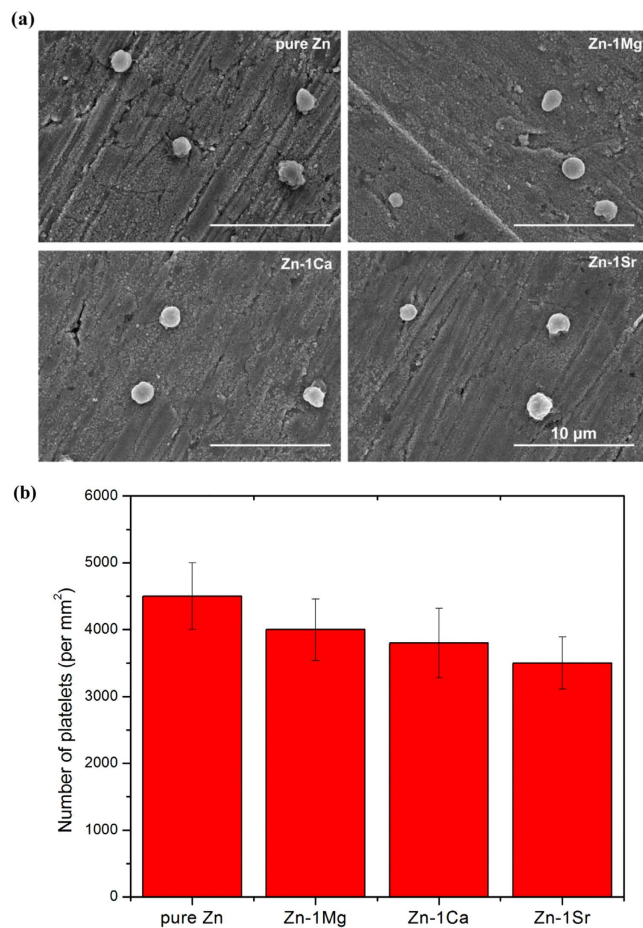 (a)
pure Zn
Zn-1Mg
Zn-1Ca
Zn-1Sr
10 µm
(b)
6000
5000
4000
3000
2000
1000
0
Number of platelets (per mm²)
pure Zn Zn-1Mg Zn-1Ca Zn-1Sr